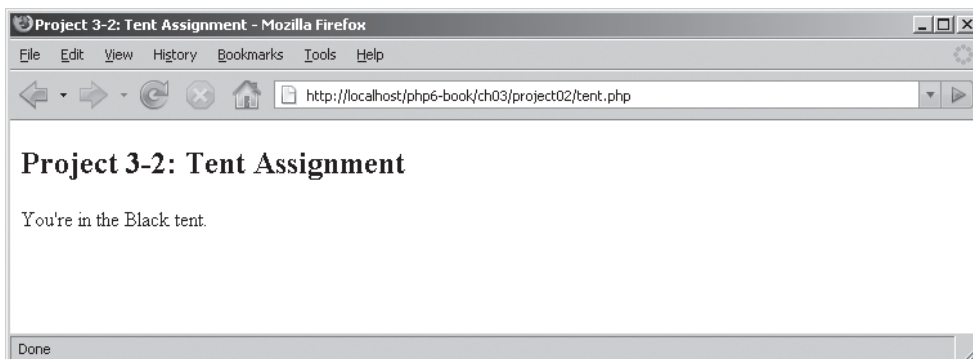 Project 3-2: Tent Assignment - Mozilla Firefox
File Edit View History Bookmarks Tools Help
http://localhost/php6-book/ch03/project02/tent.php
Project 3-2: Tent Assignment
You're in the Black tent.
Done